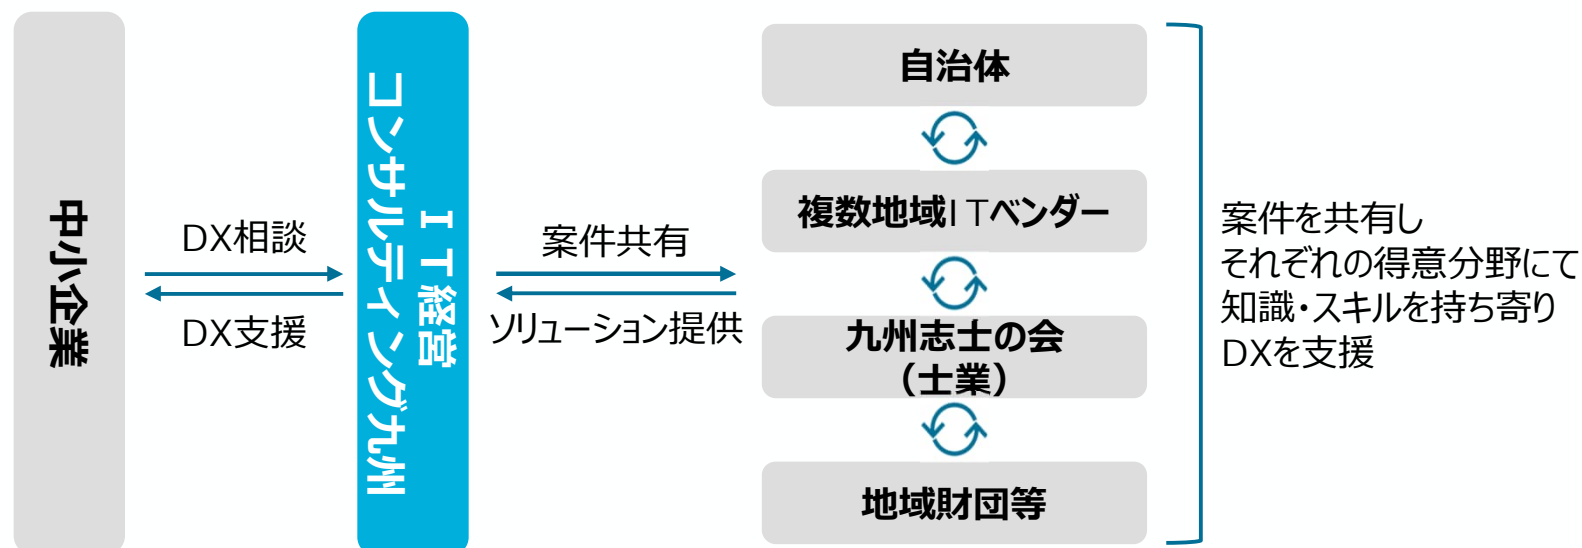 中小企業
DX相談
DX支援
ＩＴ経営
コンサルティング九州
案件共有
ソリューション提供
自治体
複数地域ＩＴベンダー
九州志士の会
（士業）
地域財団等
案件を共有し
それぞれの得意分野にて
知識・スキルを持ち寄り
DXを支援